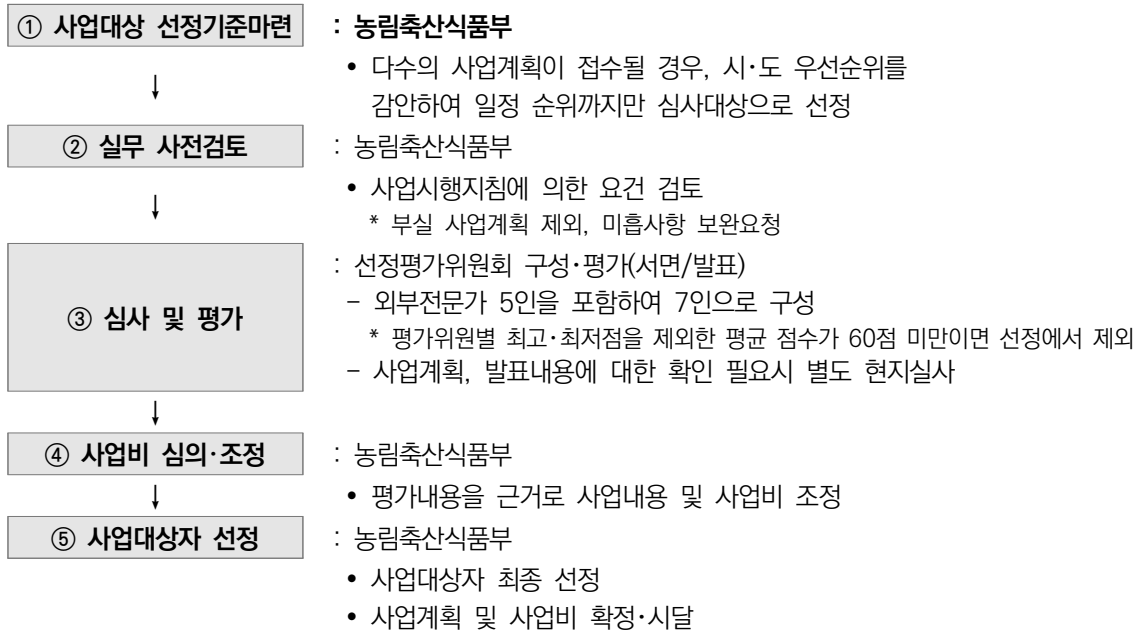 ① 사업대상 선정기준마련 : 농림축산식품부
• 다수의 사업계획이 접수될 경우, 시·도 우선순위를
감안하여 일정 순위까지만 심사대상으로 선정
↓
② 실무 사전검토 : 농림축산식품부
• 사업시행지침에 의한 요건 검토
* 부실 사업계획 제외, 미흡사항 보완요청
↓
③ 심사 및 평가 : 선정평가위원회 구성·평가(서면/발표)
- 외부전문가 5인을 포함하여 7인으로 구성
* 평가위원별 최고·최저점을 제외한 평균 점수가 60점 미만이면 선정에서 제외
- 사업계획, 발표내용에 대한 확인 필요시 별도 현지실사
↓
④ 사업비 심의·조정 : 농림축산식품부
• 평가내용을 근거로 사업내용 및 사업비 조정
↓
⑤ 사업대상자 선정 : 농림축산식품부
• 사업대상자 최종 선정
• 사업계획 및 사업비 확정·시달